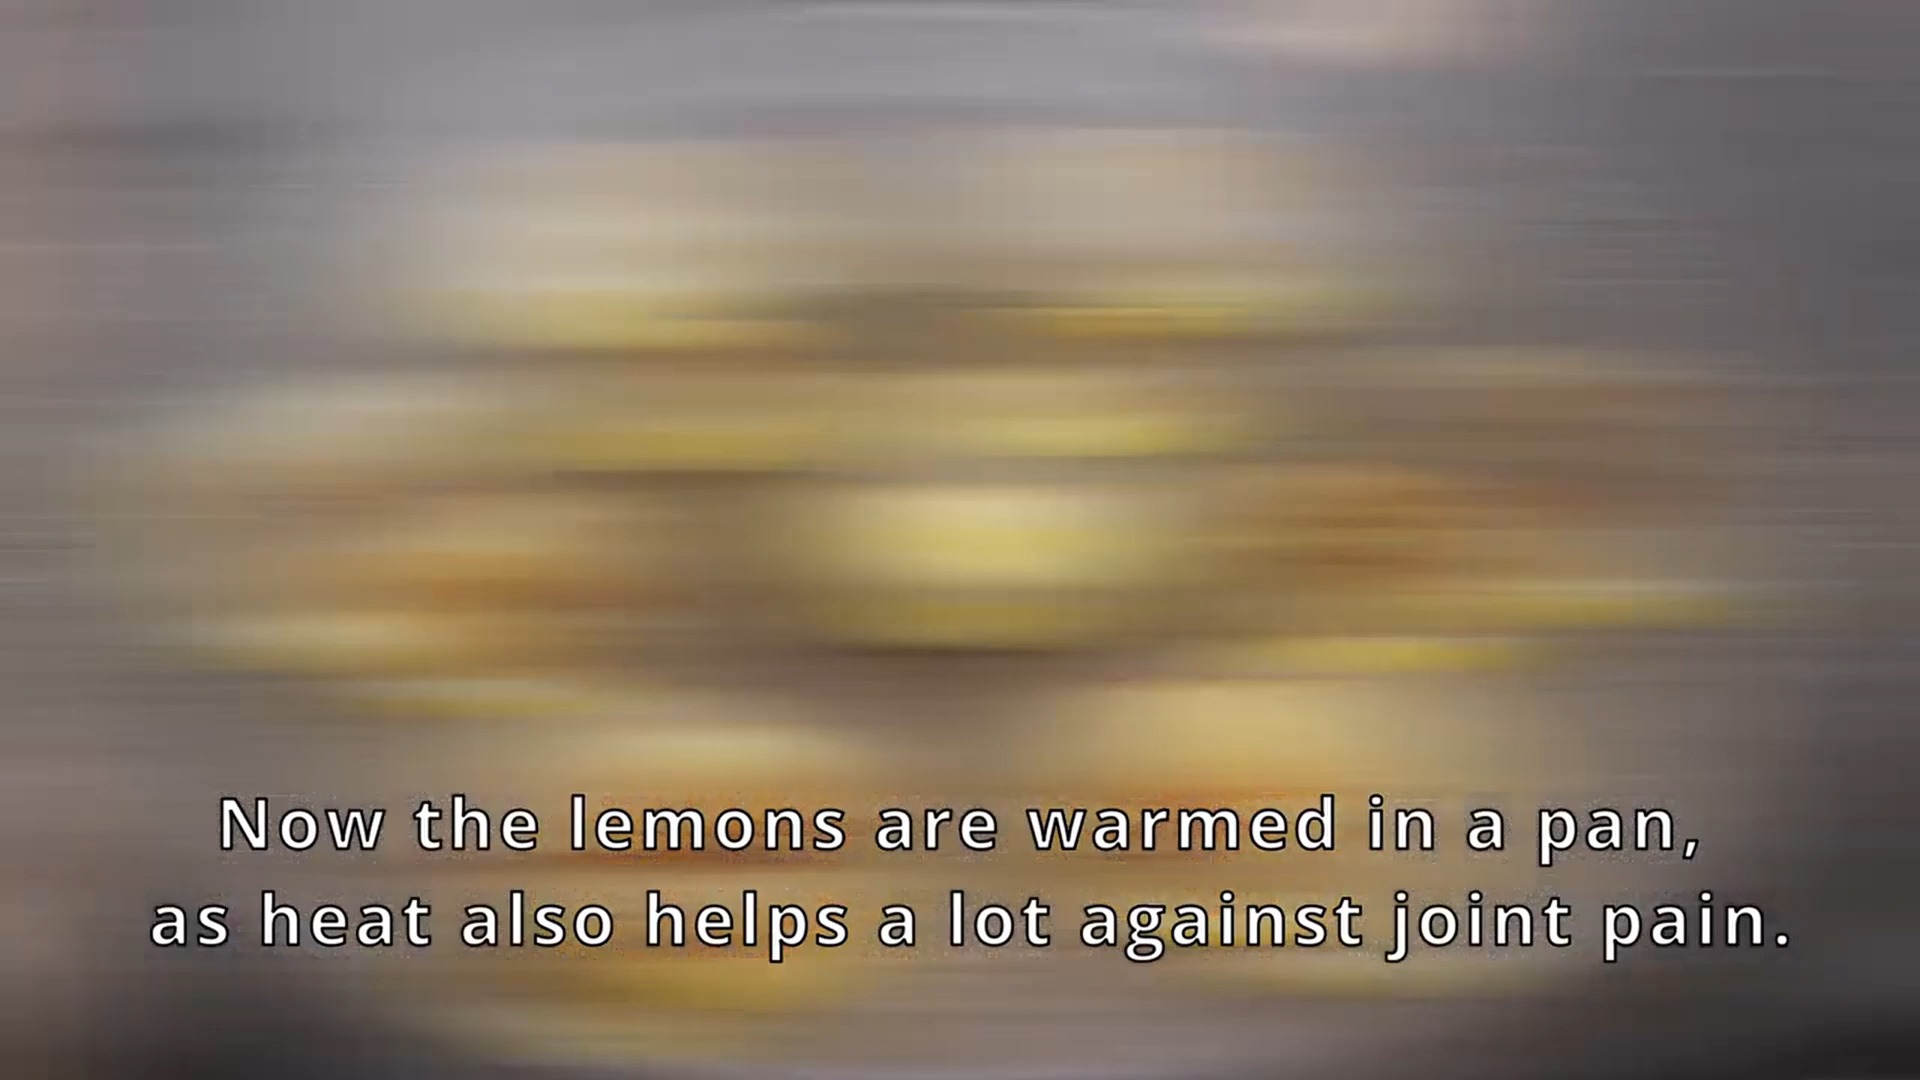 Now the lemons are warmed in a pan,
as heat also helps a lot against joint pain.